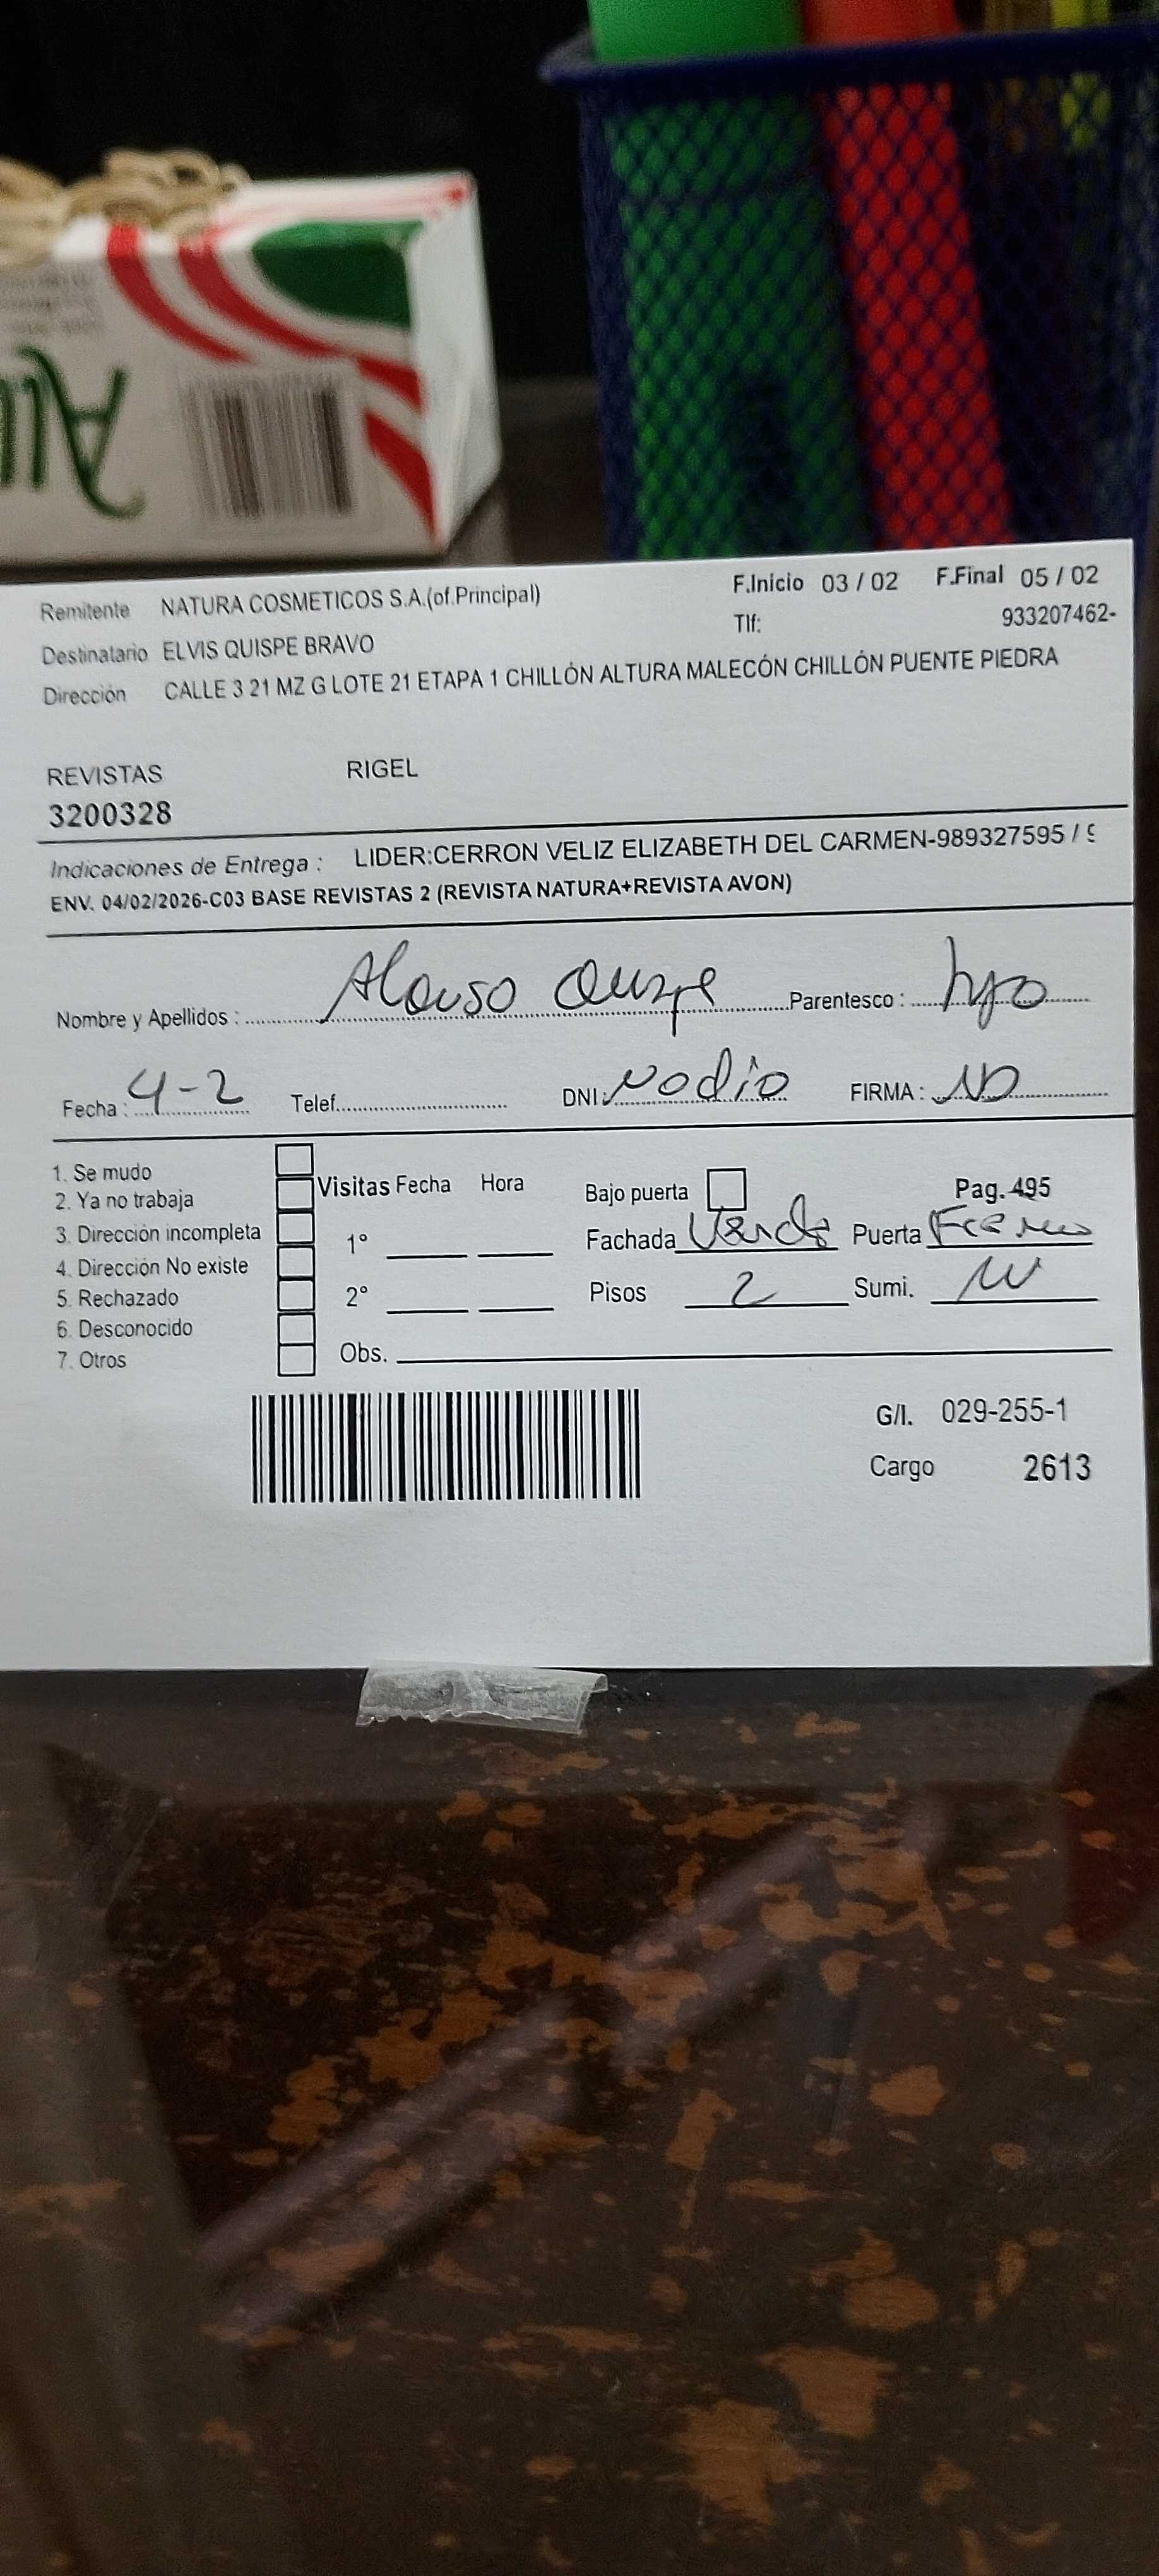 Remitente NATURA COSMETICOS S.A.(of.Principal) F.Inicio 03 / 02 F.Final 05 / 02
Tlf: 933207462-
Destinatario ELVIS QUISPE BRAVO
Dirección CALLE 3 21 MZ G LOTE 21 ETAPA 1 CHILLÓN ALTURA MALECÓN CHILLÓN PUENTE PIEDRA
REVISTAS RIGEL
3200328
Indicaciones de Entrega : LIDER:CERRON VELIZ ELIZABETH DEL CARMEN-989327595 /
ENV. 04/02/2026-C03 BASE REVISTAS 2 (REVISTA NATURA+REVISTA AVON)
Nombre y Apellidos : Alonso Quispe Parentesco : hijo
Fecha : 4-2 Telef. DNI: No dio FIRMA : ND
1. Se mudo
2. Ya no trabaja
3. Dirección incompleta
4. Dirección No existe
5. Rechazado
6. Desconocido
7. Otros
Visitas Fecha Hora
1°
2°
Obs.
Bajo puerta Pag. 495
Fachada Verde Puerta Fierro
Pisos 2 Sumi.
G/I. 029-255-1
Cargo 2613